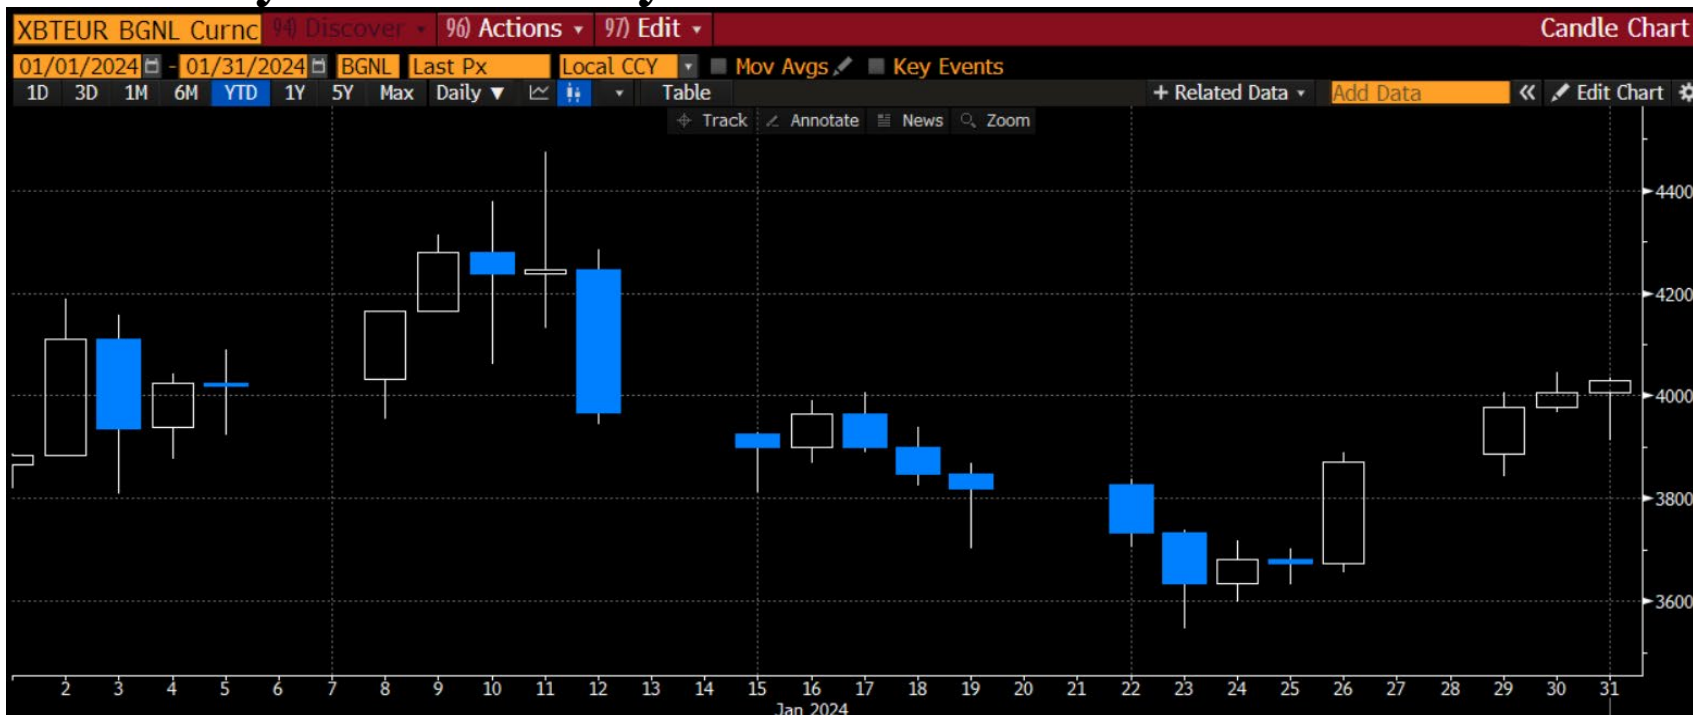 XBTEUR BGNL Curnc 94) Discover 96) Actions 97) Edit Candle Chart
01/01/2024 - 01/31/2024 BGNL Last Px Local CCY Mov Avgs Key Events
1D 3D 1M 6M YTD 1Y 5Y Max Daily Table + Related Data Add Data « Edit Chart
Track Annotate News Zoom
4400
4200
4000
3800
3600
2 3 4 5 6 7 8 9 10 11 12 13 14 15 16 17 18 19 20 21 22 23 24 25 26 27 28 29 30 31
Jan 2024